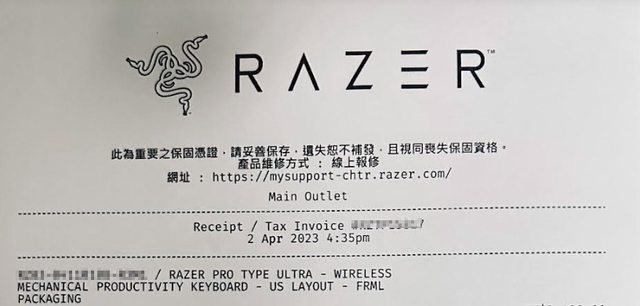 RAZER™
此為重要之保固憑證，請妥善保存，遺失恕不補發，且視同喪失保固資格。
產品維修方式 : 線上報修
網址 : https://mysupport-chtr.razer.com/
Main Outlet
Receipt / Tax Invoice
2 Apr 2023 4:35pm
/ RAZER PRO TYPE ULTRA - WIRELESS
MECHANICAL PRODUCTIVITY KEYBOARD - US LAYOUT - FRML
PACKAGING